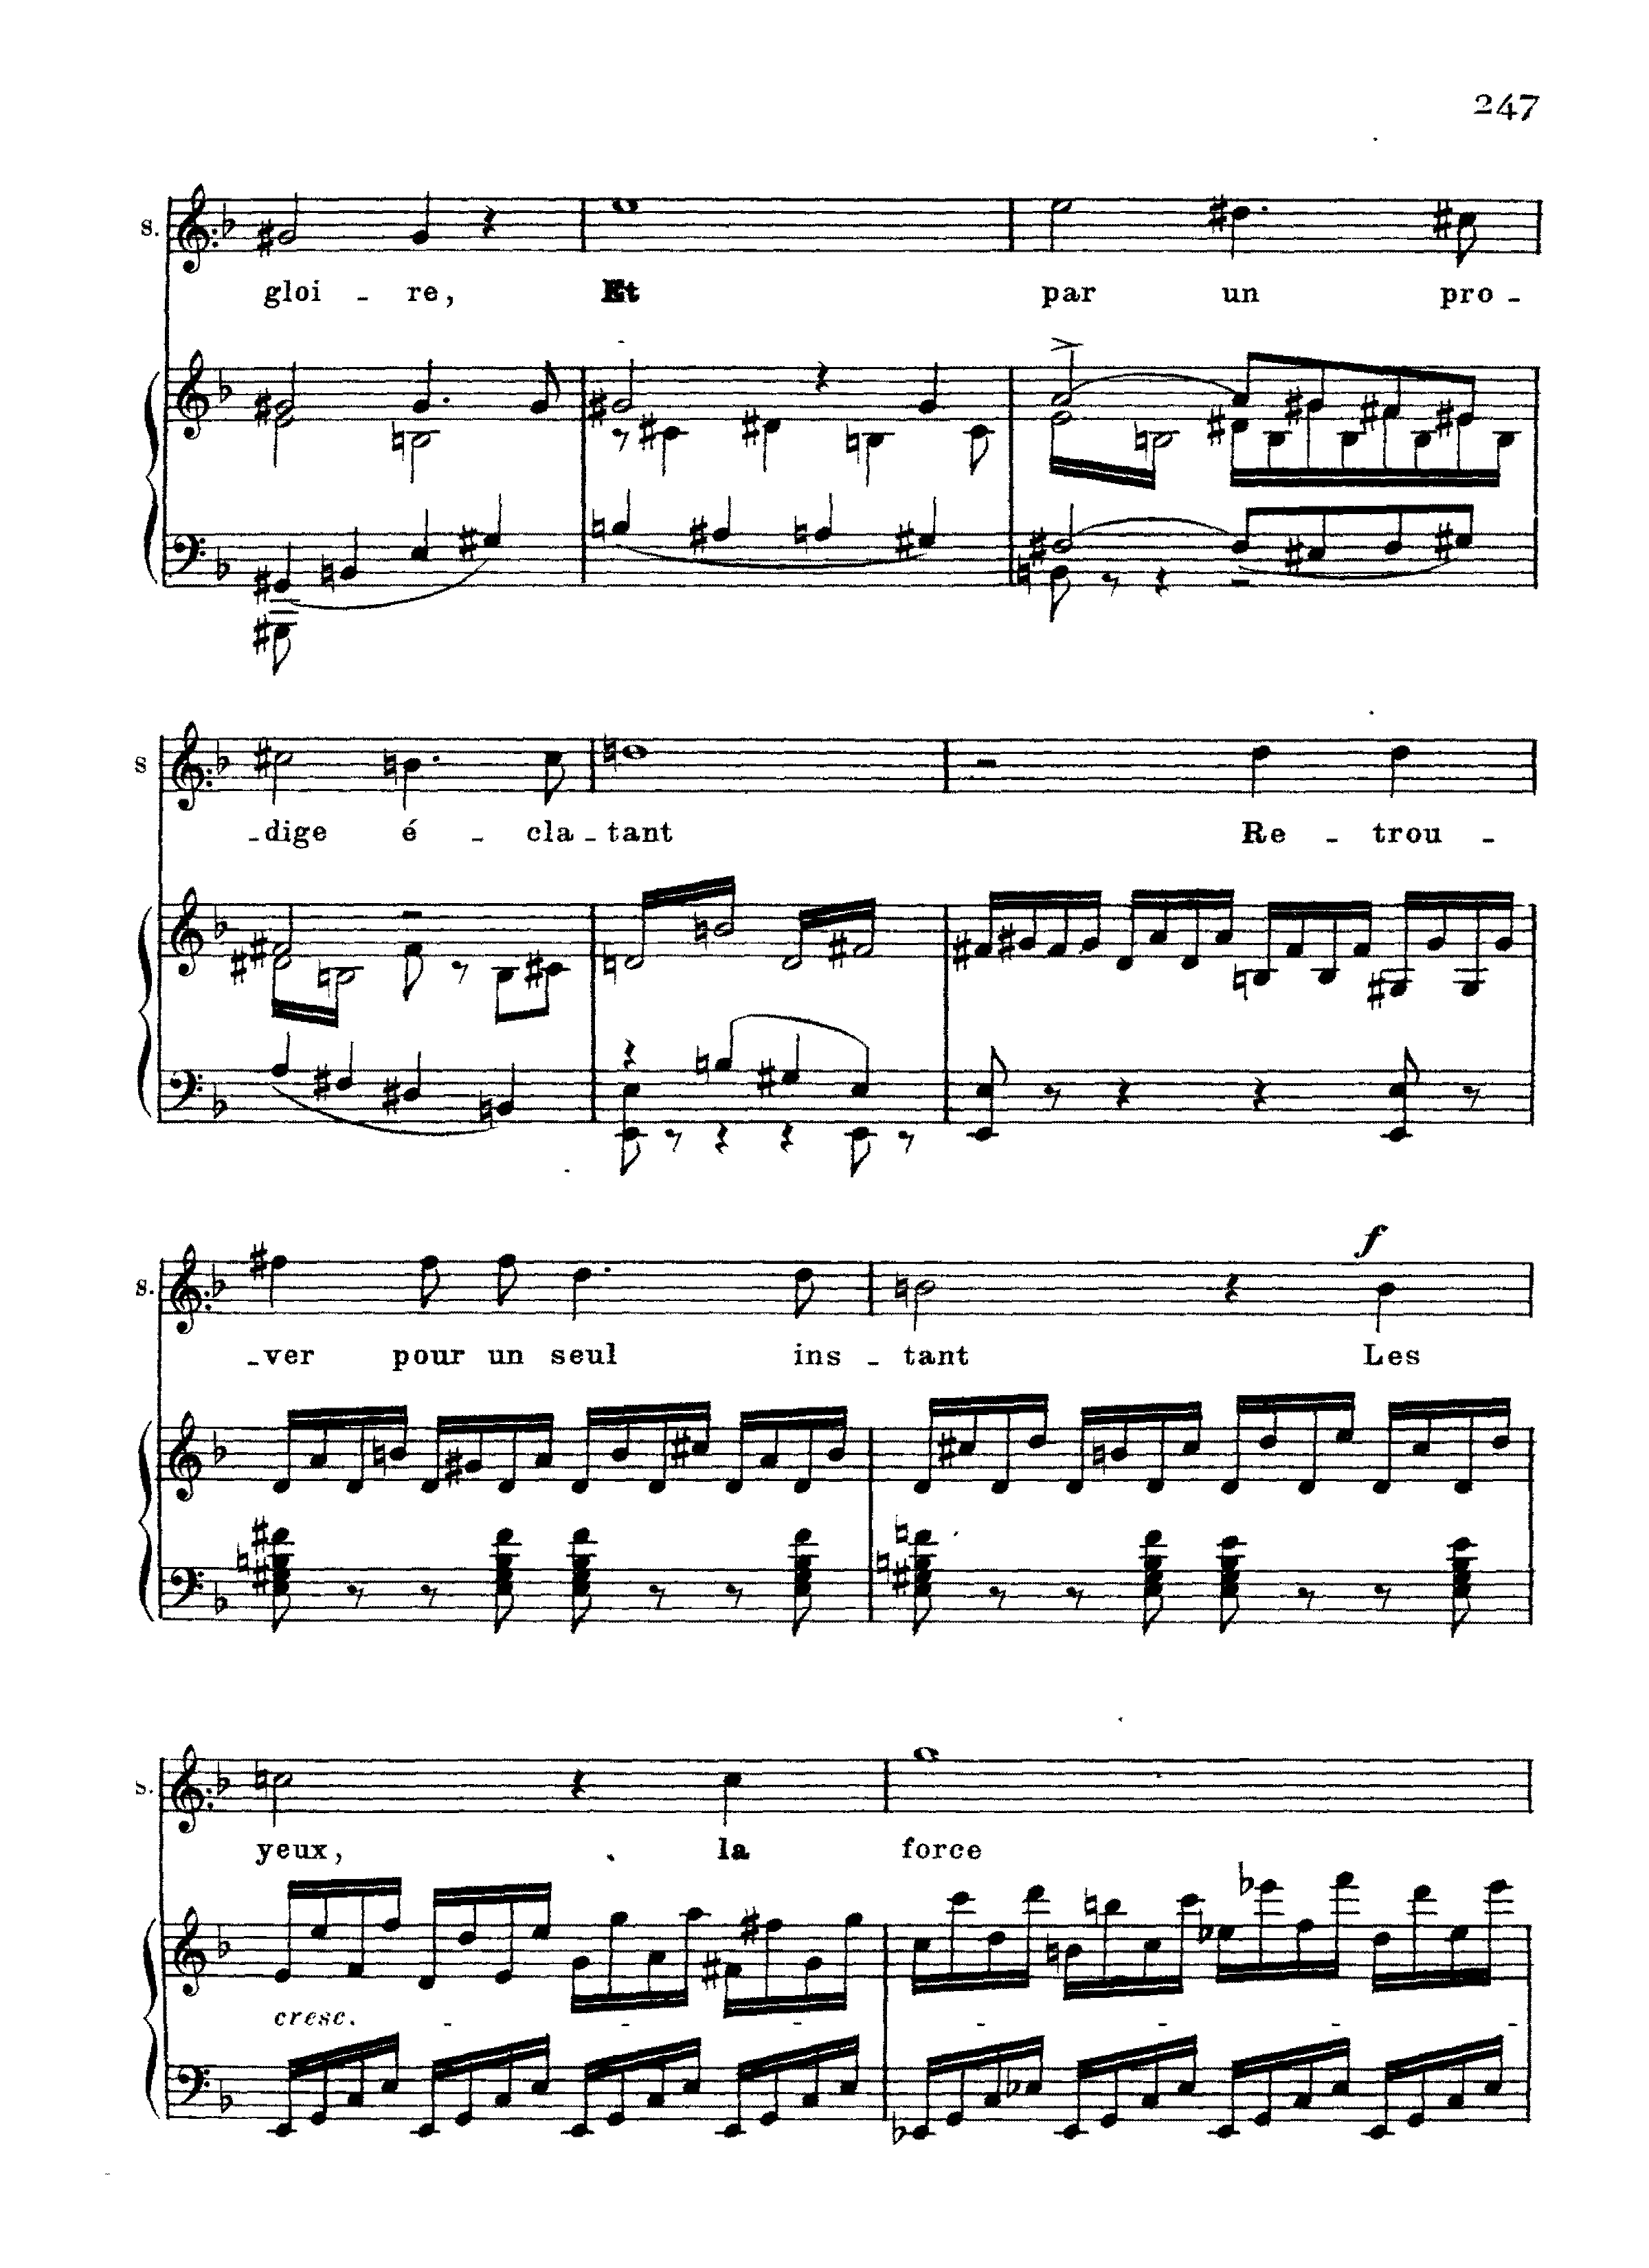 247
S.
gloi - re, Et par un pro -
S
- dige é - cla - tant Re - trou -
f
S.
- ver pour un seul ins - tant Les
S.
yeux, la force
cresc. - - - - - - -